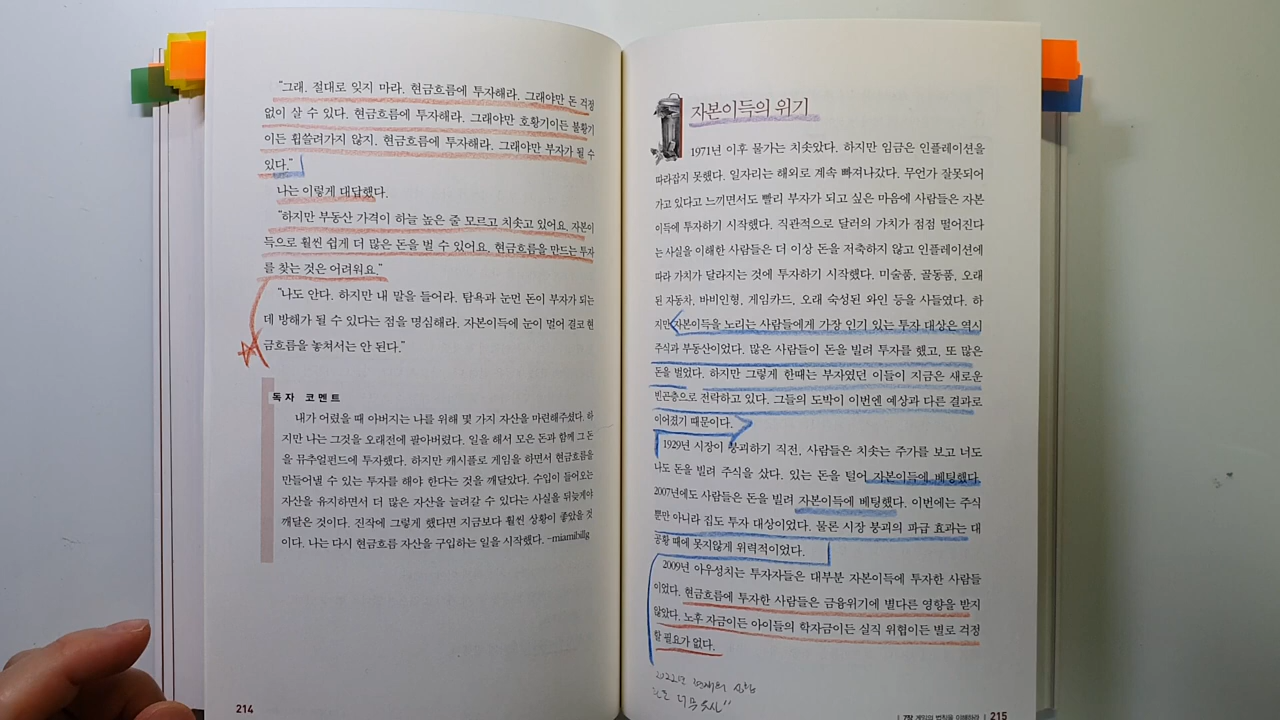 "그래. 절대로 잊지 마라. 현금흐름에 투자해라. 그래야만 돈 걱정
없이 살 수 있다. 현금흐름에 투자해라. 그래야만 호황기이든 불황기
이든 휩쓸려가지 않지. 현금흐름에 투자해라. 그래야만 부자가 될 수
있다."
나는 이렇게 대답했다.
"하지만 부동산 가격이 하늘 높은 줄 모르고 치솟고 있어요. 자본이
득으로 훨씬 쉽게 더 많은 돈을 벌 수 있어요. 현금흐름을 만드는 투자
를 찾는 것은 어려워요."
"나도 안다. 하지만 내 말을 들어라. 탐욕과 눈먼 돈이 부자가 되는
데 방해가 될 수 있다는 점을 명심해라. 자본이득에 눈이 멀어 결코 현
금흐름을 놓쳐서는 안 된다."
독자 코멘트
내가 어렸을 때 아버지는 나를 위해 몇 가지 자산을 마련해주셨다. 하
지만 나는 그것을 오래전에 팔아버렸다. 일을 해서 모은 돈과 함께 그 돈
을 뮤추얼펀드에 투자했다. 하지만 캐시플로 게임을 하면서 현금흐름을
만들어낼 수 있는 투자를 해야 한다는 것을 깨달았다. 수입이 들어오는
자산을 유지하면서 더 많은 자산을 늘려갈 수 있다는 사실을 뒤늦게야
깨달은 것이다. 진작에 그렇게 했다면 지금보다 훨씬 상황이 좋았을 것
이다. 나는 다시 현금흐름 자산을 구입하는 일을 시작했다. –miamibillg
214
자본이득의 위기
1971년 이후 물가는 치솟았다. 하지만 임금은 인플레이션을
따라잡지 못했다. 일자리는 해외로 계속 빠져나갔다. 무언가 잘못되어
가고 있다고 느끼면서도 빨리 부자가 되고 싶은 마음에 사람들은 자본
이득에 투자하기 시작했다. 직관적으로 달러의 가치가 점점 떨어진다
는 사실을 이해한 사람들은 더 이상 돈을 저축하지 않고 인플레이션에
따라 가치가 달라지는 것에 투자하기 시작했다. 미술품, 골동품, 오래
된 자동차, 바비인형, 게임카드, 오래 숙성된 와인 등을 사들였다. 하
지만 자본이득을 노리는 사람들에게 가장 인기 있는 투자 대상은 역시
주식과 부동산이었다. 많은 사람들이 돈을 빌려 투자를 했고, 또 많은
돈을 벌었다. 하지만 그렇게 한때는 부자였던 이들이 지금은 새로운
빈곤층으로 전락하고 있다. 그들의 도박이 이번엔 예상과 다른 결과로
이어졌기 때문이다.
1929년 시장이 붕괴하기 직전, 사람들은 치솟는 주가를 보고 너도
나도 돈을 빌려 주식을 샀다. 있는 돈을 털어 자본이득에 베팅했다.
2007년에도 사람들은 돈을 빌려 자본이득에 베팅했다. 이번에는 주식
뿐만 아니라 집도 투자 대상이었다. 물론 시장 붕괴의 파급 효과는 대
공황 때에 못지않게 위력적이었다.
2009년 아우성치는 투자자들은 대부분 자본이득에 투자한 사람들
이었다. 현금흐름에 투자한 사람들은 금융위기에 별다른 영향을 받지
않았다. 노후 자금이든 아이들의 학자금이든 실직 위협이든 별로 걱정
할 필요가 없다.
2022년 현재의 상황
너무
| 7장 게임의 법칙을 이해하라 | 215